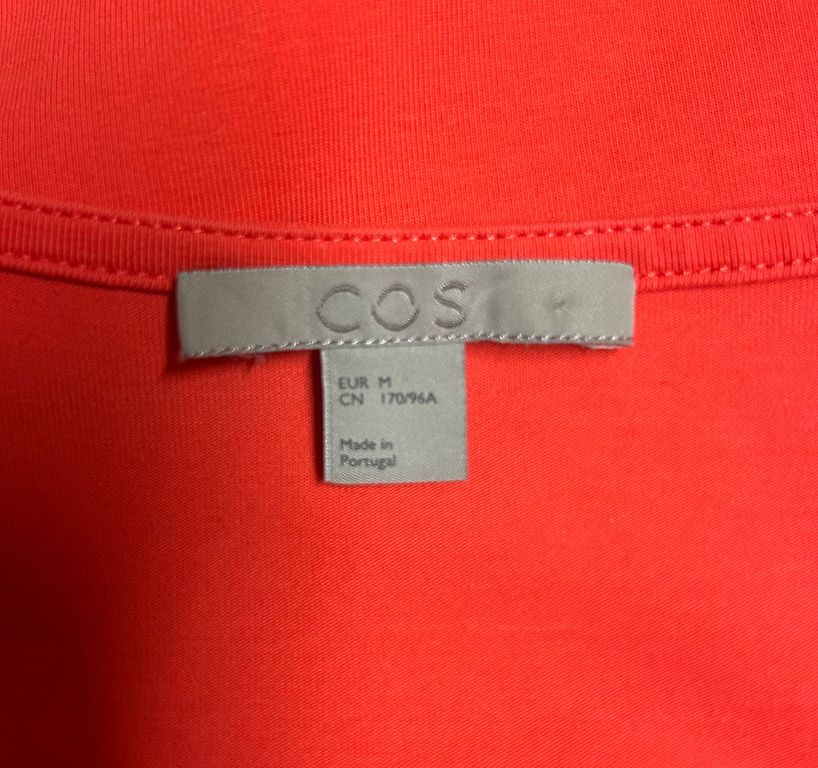 COS
EUR M
CN 170/96A
Made in
Portugal